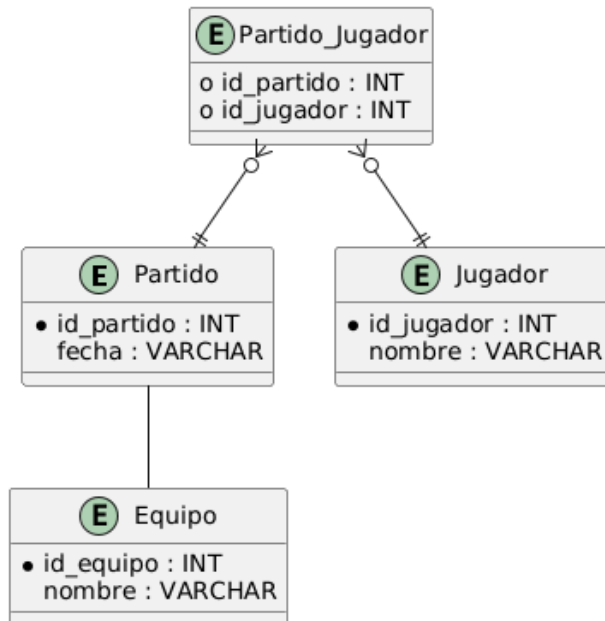 E Partido_Jugador
o id_partido : INT
o id_jugador : INT
E Partido
id_partido : INT
fecha : VARCHAR
E Jugador
id_jugador : INT
nombre : VARCHAR
E Equipo
id_equipo : INT
nombre : VARCHAR